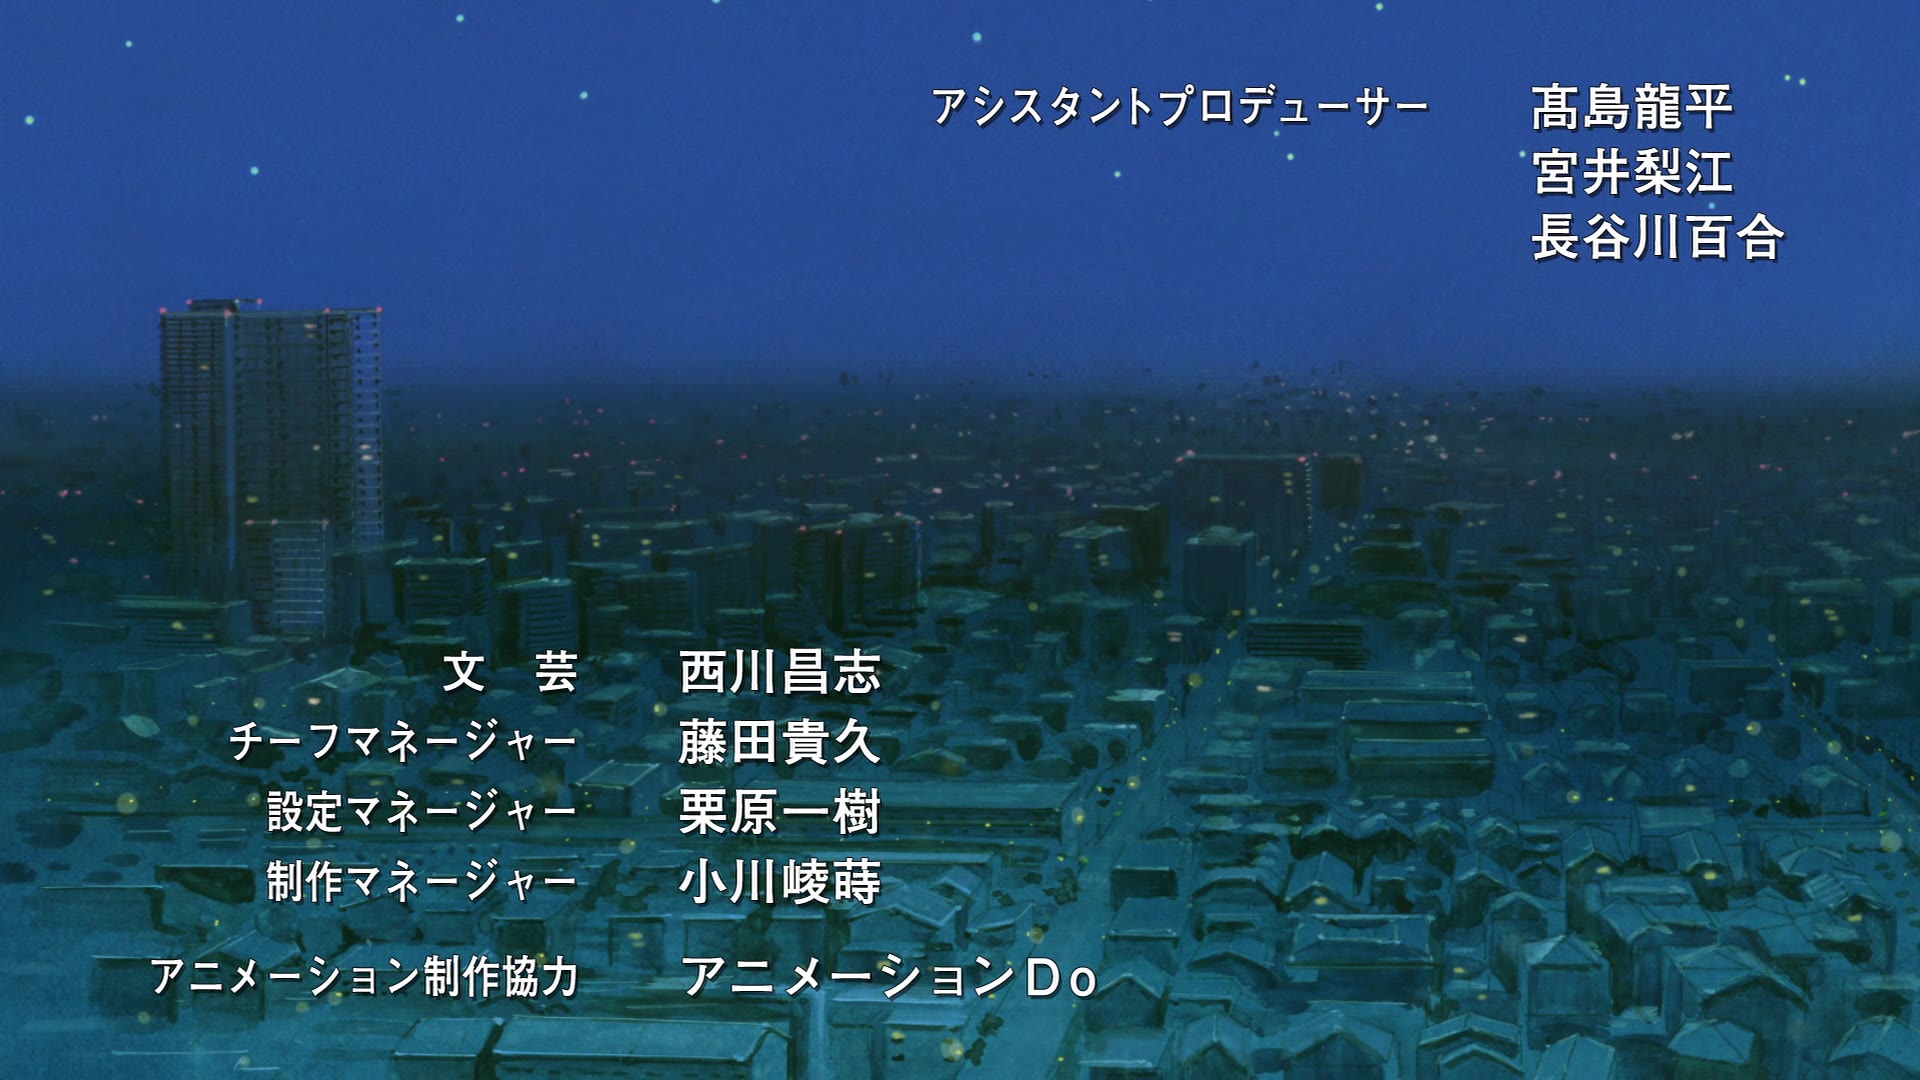 アシスタントプロデューサー　髙島龍平
宮井梨江
長谷川百合
文　芸　西川昌志
チーフマネージャー　藤田貴久
設定マネージャー　栗原一樹
制作マネージャー　小川崚蒔
アニメーション制作協力　アニメーションDo